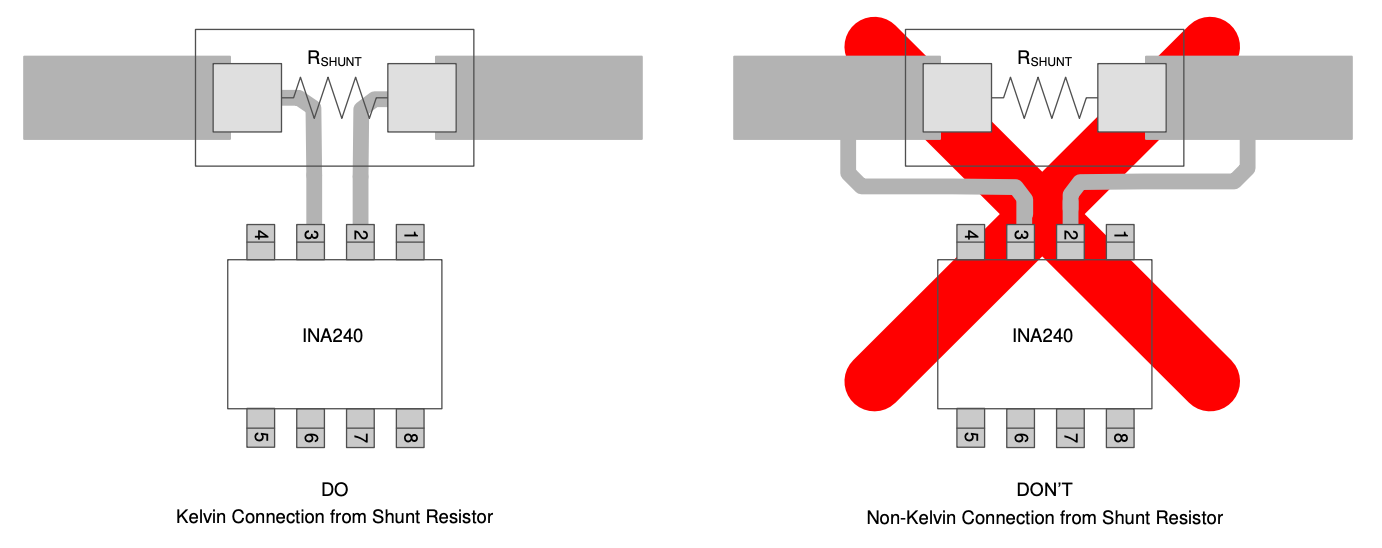 RSHUNT
RSHUNT
4 3 2 1
4 3 2 1
INA240
INA240
5 6 7 8
5 6 7 8
DO
Kelvin Connection from Shunt Resistor
DON'T
Non-Kelvin Connection from Shunt Resistor